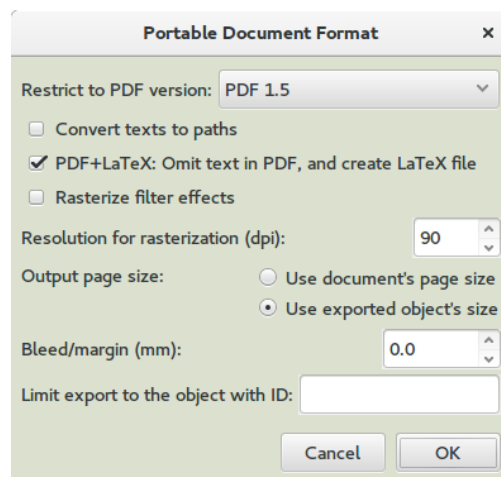 Portable Document Format ×
Restrict to PDF version: PDF 1.5
Convert texts to paths
PDF+LaTeX: Omit text in PDF, and create LaTeX file
Rasterize filter effects
Resolution for rasterization (dpi): 90
Output page size: Use document's page size
Use exported object's size
Bleed/margin (mm): 0.0
Limit export to the object with ID:
Cancel OK